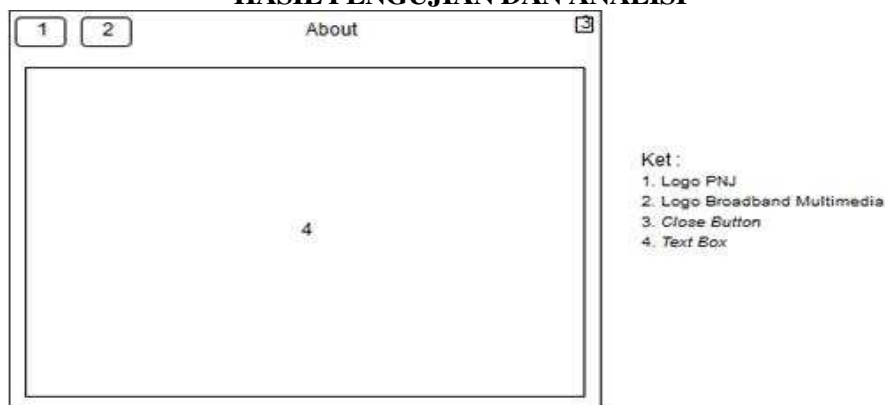 HASIL PENGUJIAN DAN ANALISI
1 2 About 3
4
Ket :
1. Logo PNJ
2. Logo Broadband Multimedia
3. Close Button
4. Text Box